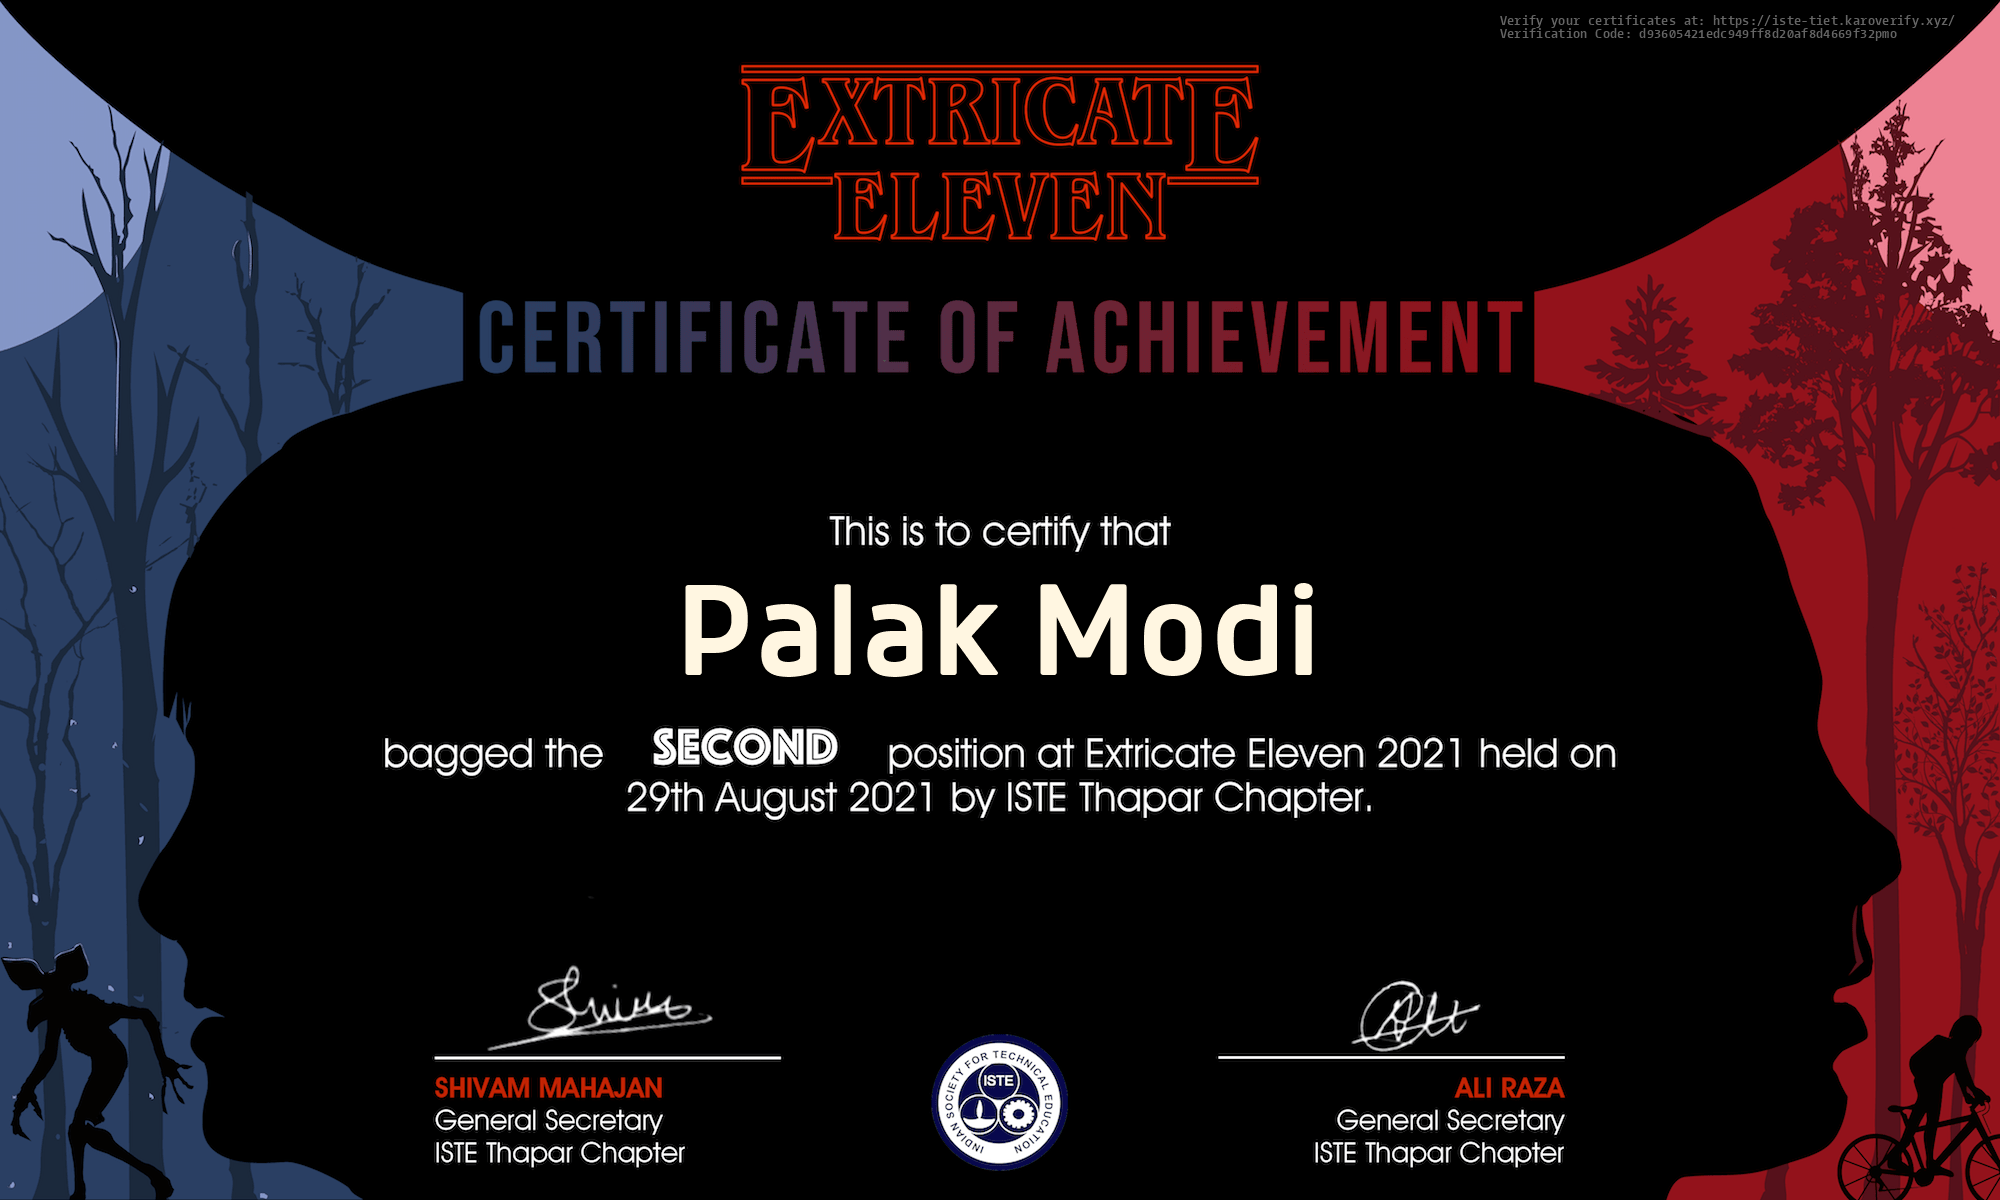 Verify your certificates at: https://iste-tiet.karoverify.xyz/
Verification Code: d93605421edc949ff8d20af8d4669f32pmo
EXTRICATE
ELEVEN
CERTIFICATE OF ACHIEVEMENT
This is to certify that
Palak Modi
bagged the SECOND position at Extricate Eleven 2021 held on
29th August 2021 by ISTE Thapar Chapter.
SHIVAM MAHAJAN
General Secretary
ISTE Thapar Chapter
INDIAN SOCIETY FOR TECHNICAL EDUCATION
ISTE
ALI RAZA
General Secretary
ISTE Thapar Chapter